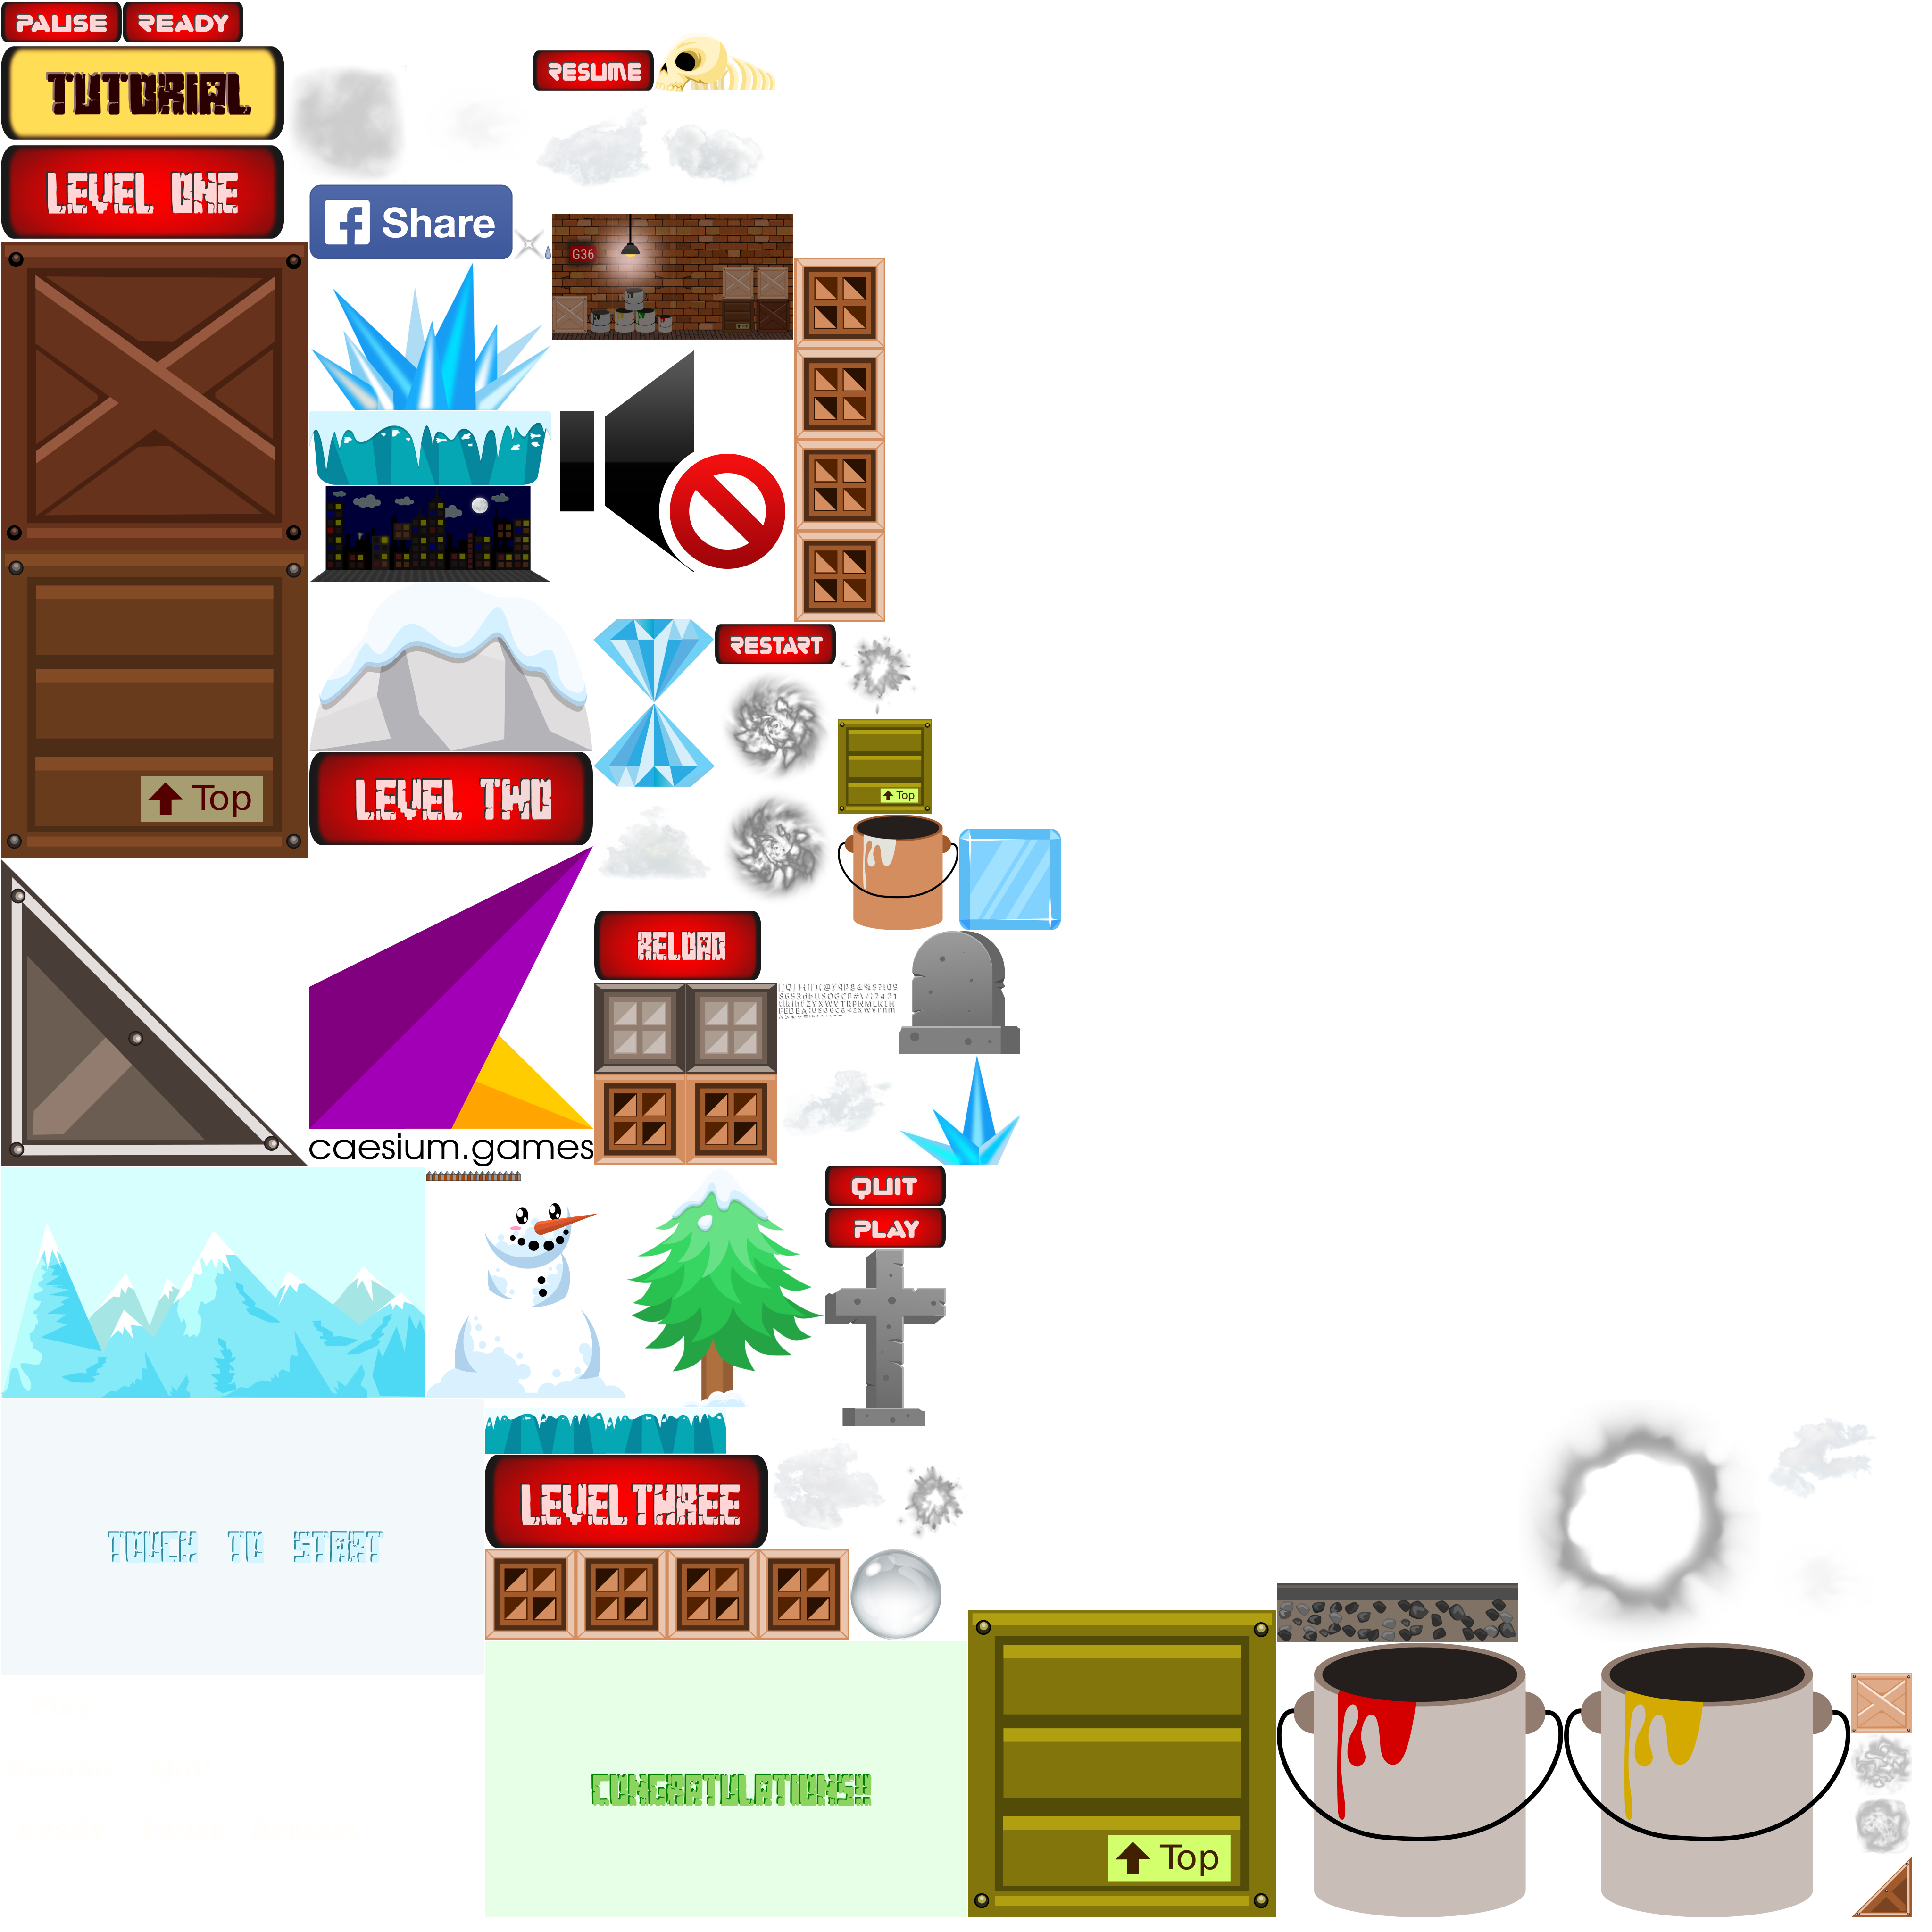 PAUSE
READY
TUTORIAL
RESUME
LEVEL ONE
f Share
G36
RESTART
Top
Top
LEVEL TWO
RELOAD
caesium.games
QUIT
PLAY
LEVEL THREE
TOUCH TO START
CONGRATULATIONS!!
Top